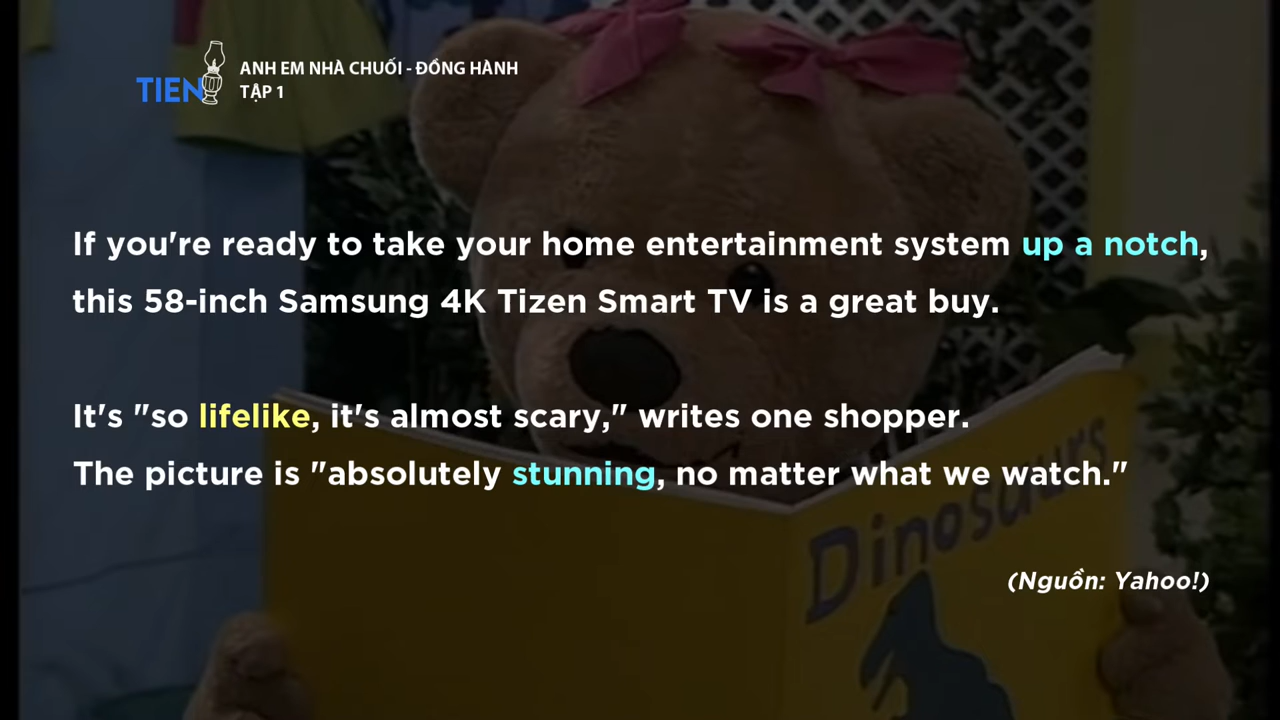 TIEN
ANH EM NHÀ CHUỐI - ĐỒNG HÀNH
TẬP 1
If you're ready to take your home entertainment system up a notch,
this 58-inch Samsung 4K Tizen Smart TV is a great buy.
It's "so lifelike, it's almost scary," writes one shopper.
The picture is "absolutely stunning, no matter what we watch."
Dinosaurs
(Nguồn: Yahoo!)